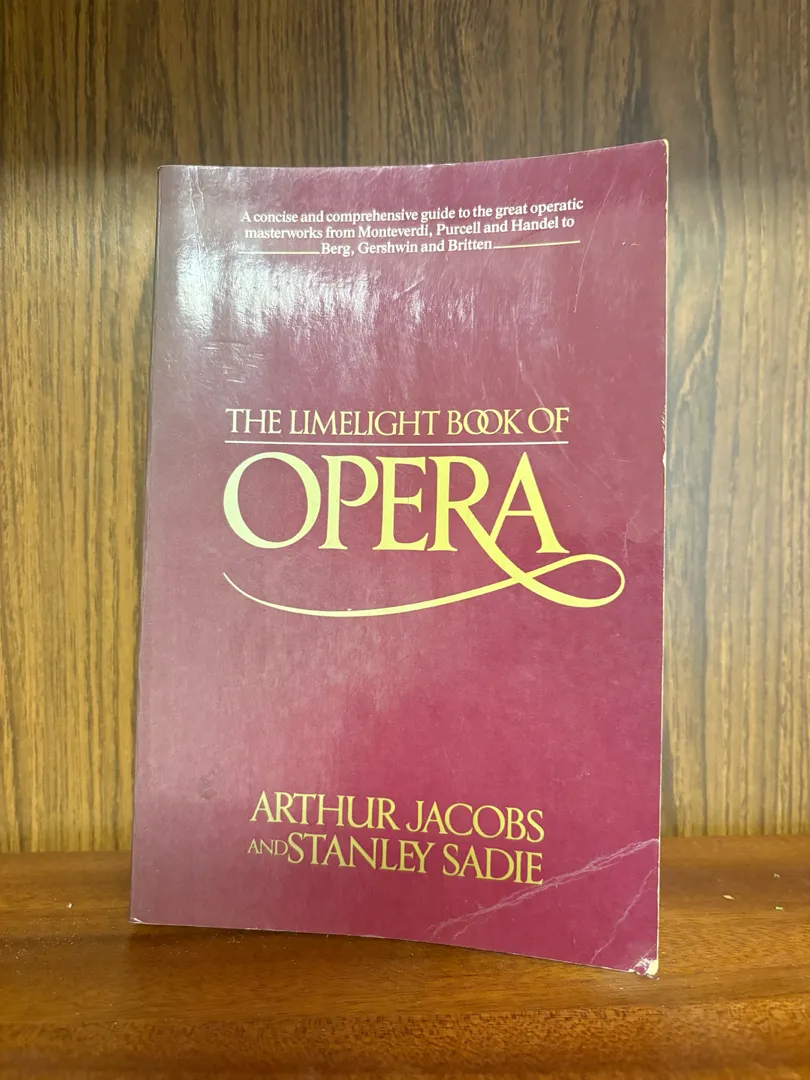 A concise and comprehensive guide to the great operatic
masterworks from Monteverdi, Purcell and Handel to
Berg, Gershwin and Britten
THE LIMELIGHT BOOK OF
OPERA
ARTHUR JACOBS
AND STANLEY SADIE